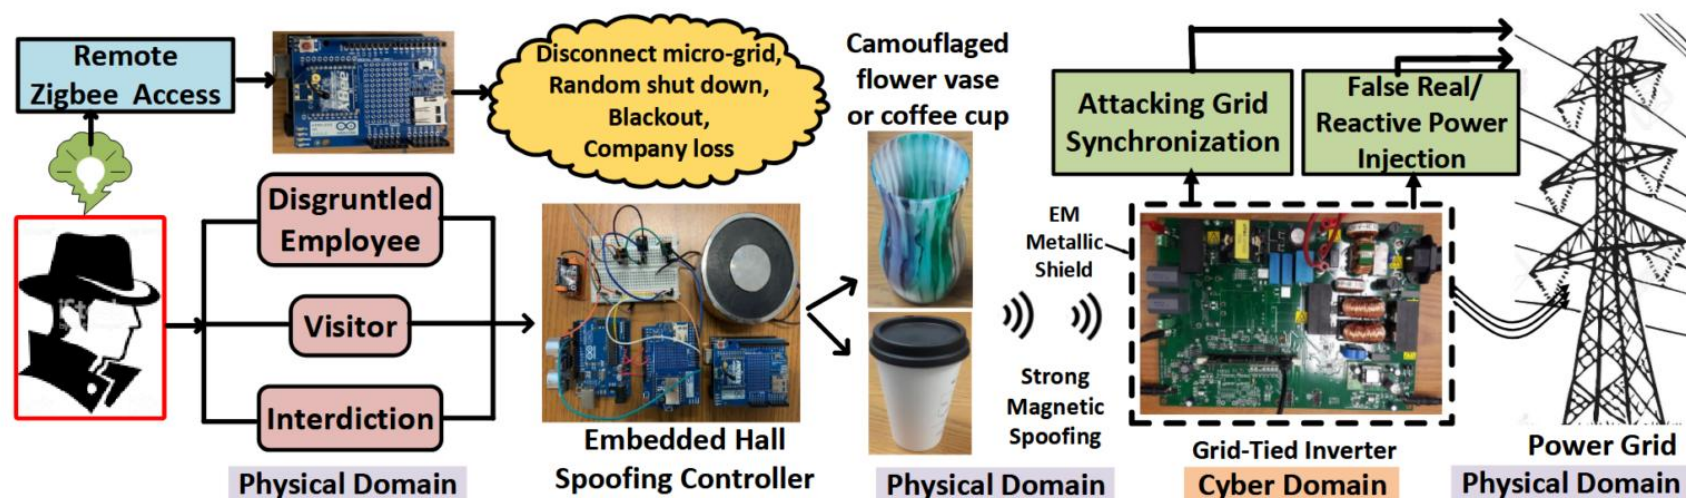 Remote
Zigbee Access
Disconnect micro-grid,
Random shut down,
Blackout,
Company loss
Camouflaged
flower vase
or coffee cup
Attacking Grid
Synchronization
False Real/
Reactive Power
Injection
Disgruntled
Employee
Visitor
Interdiction
EM
Metallic
Shield
Strong
Magnetic
Spoofing
Embedded Hall
Spoofing Controller
Grid-Tied Inverter
Power Grid
Physical Domain
Physical Domain
Cyber Domain
Physical Domain